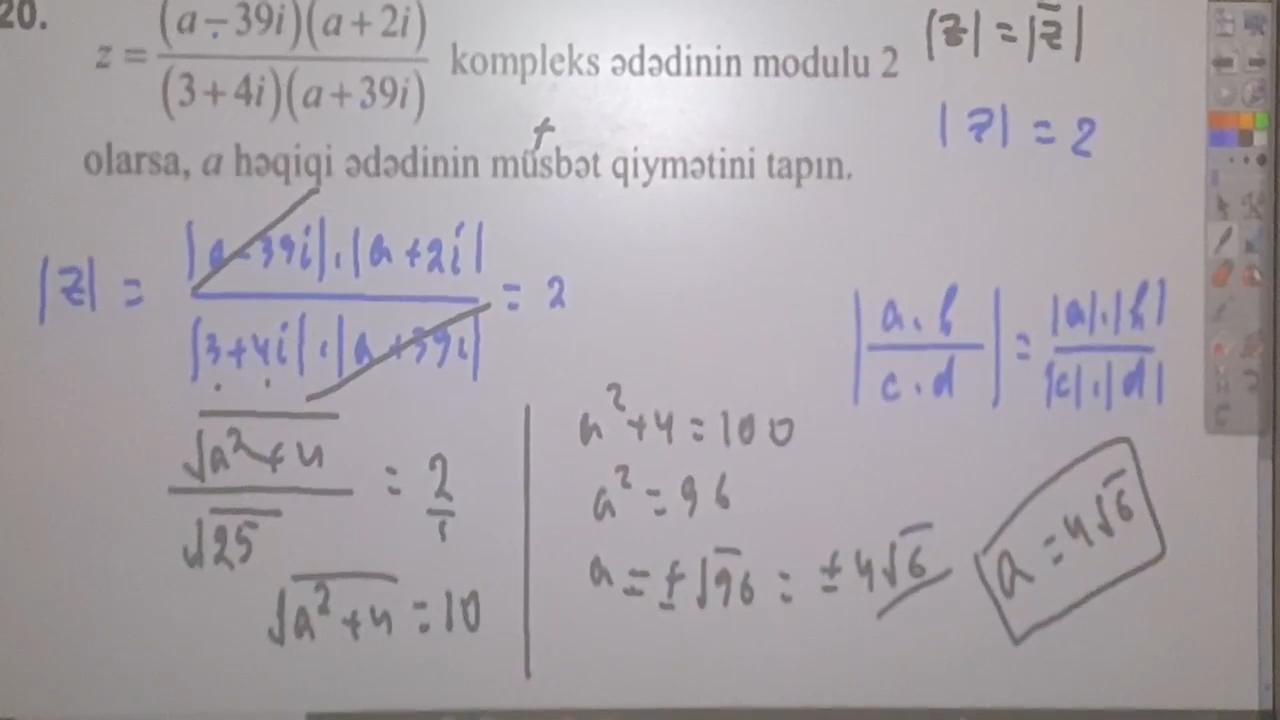 20.
z = (a − 39i)(a + 2i) / (3 + 4i)(a + 39i) kompleks ədədinin modulu 2
olarsa, a həqiqi ədədinin müsbət qiymətini tapın.
+
|z| = |z̅|
|z| = 2
|z| = |a − 39i| . |a + 2i| / |3 + 4i| . |a + 39i| = 2
|a . b / c . d| = |a| . |b| / |c| . |d|
√a² + 4 / √25 = 2 / 1
√a² + 4 = 10
a² + 4 = 100
a² = 96
a = ± √96 = ± 4√6
a = 4√6